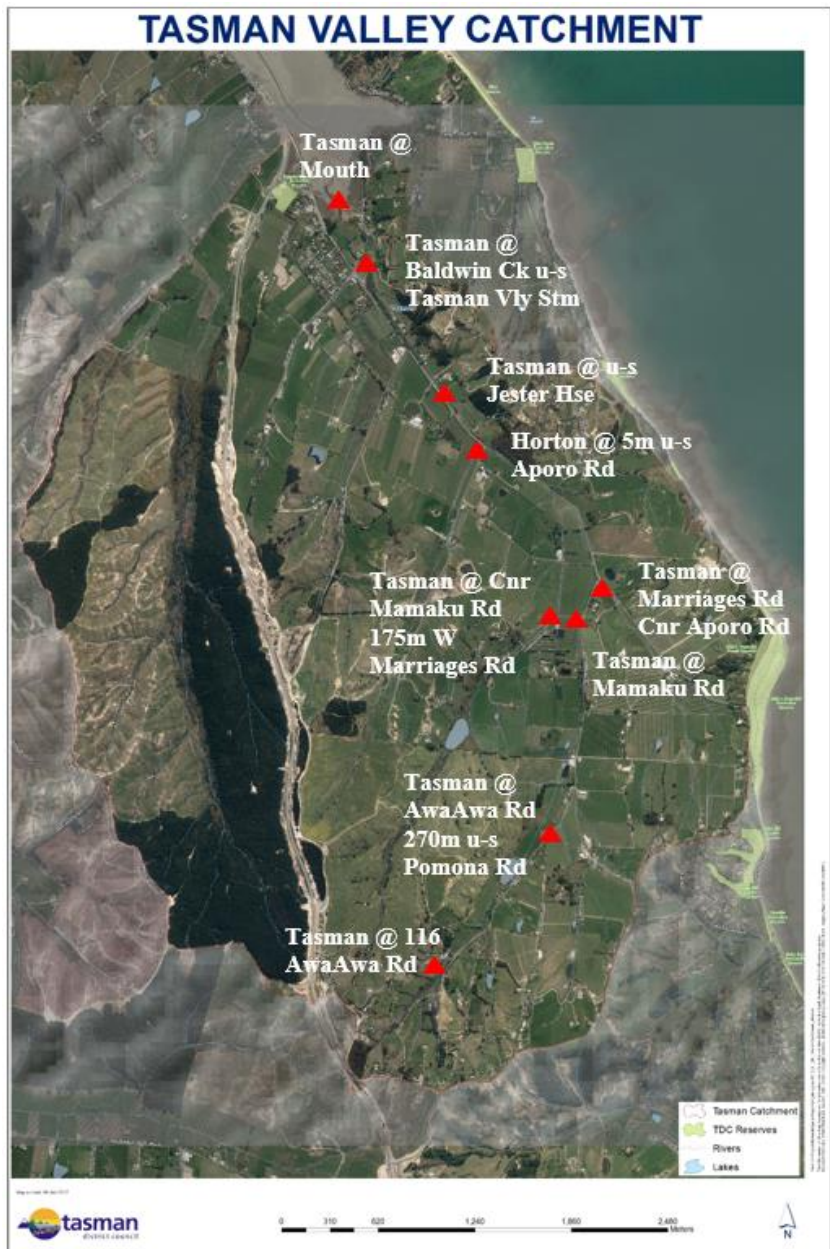 TASMAN VALLEY CATCHMENT
Tasman @
Mouth
Tasman @
Baldwin Ck u-s
Tasman Vly Stm
Tasman @ u-s
Jester Hse
Horton @ 5m u-s
Aporo Rd
Tasman @ Cnr
Mamaku Rd
175m W
Marriages Rd
Tasman @
Marriages Rd
Cnr Aporo Rd
Tasman @
Mamaku Rd
Tasman @
AwaAwa Rd
270m u-s
Pomona Rd
Tasman @ 116
AwaAwa Rd
Tasman Catchment
TDC Reserves
Rivers
Lakes
tasman
district council
0 310 620 1,240 1,860 2,480
Meters
N